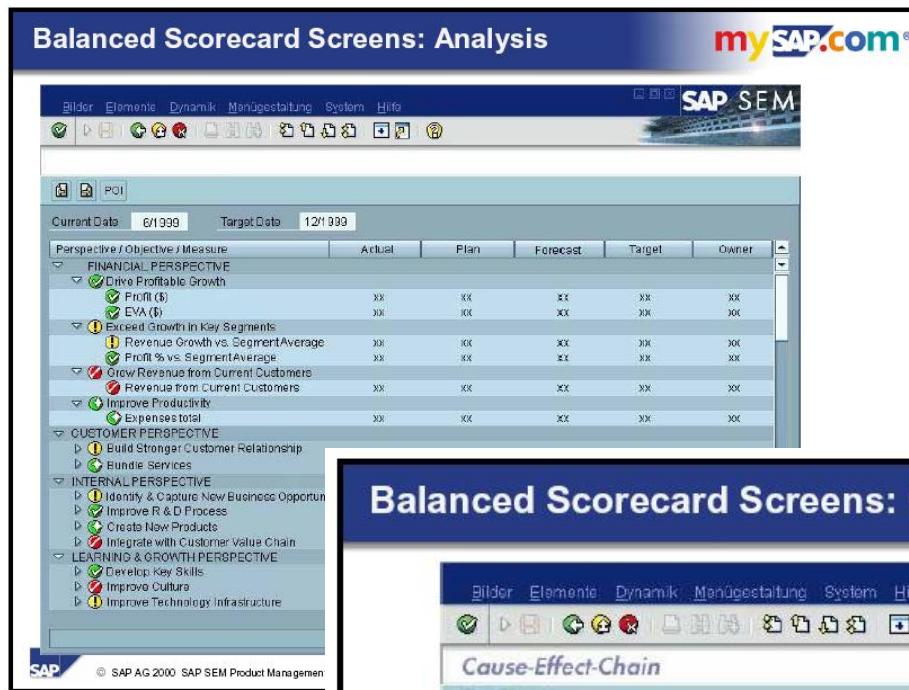 Balanced Scorecard Screens: Analysis
mySAP.com®
Bilder Elemente Dynamik Menügestaltung System Hilfe
SAP SEM
POI
Current Date 6/1999 Target Date 12/1999
Perspective / Objective / Measure Actual Plan Forecast Target Owner
FINANCIAL PERSPECTIVE
Drive Profitable Growth
Profit ($) xx xx xx xx xx
EVA ($) xx xx xx xx xx
Exceed Growth in Key Segments
Revenue Growth vs. Segment Average xx xx xx xx xx
Profit % vs. Segment Average xx xx xx xx xx
Grow Revenue from Current Customers
Revenue from Current Customers xx xx xx xx xx
Improve Productivity
Expenses total xx xx xx xx xx
CUSTOMER PERSPECTIVE
Build Stronger Customer Relationship
Bundle Services
INTERNAL PERSPECTIVE
Identify & Capture New Business Opportun
Improve R & D Process
Create New Products
Integrate with Customer Value Chain
LEARNING & GROWTH PERSPECTIVE
Develop Key Skills
Improve Culture
Improve Technology Infrastructure
SAP © SAP AG 2000 SAP SEM Product Managemen
Balanced Scorecard Screens:
Bilder Elemente Dynamik Menügestaltung System Hi
Cause-Effect-Chain